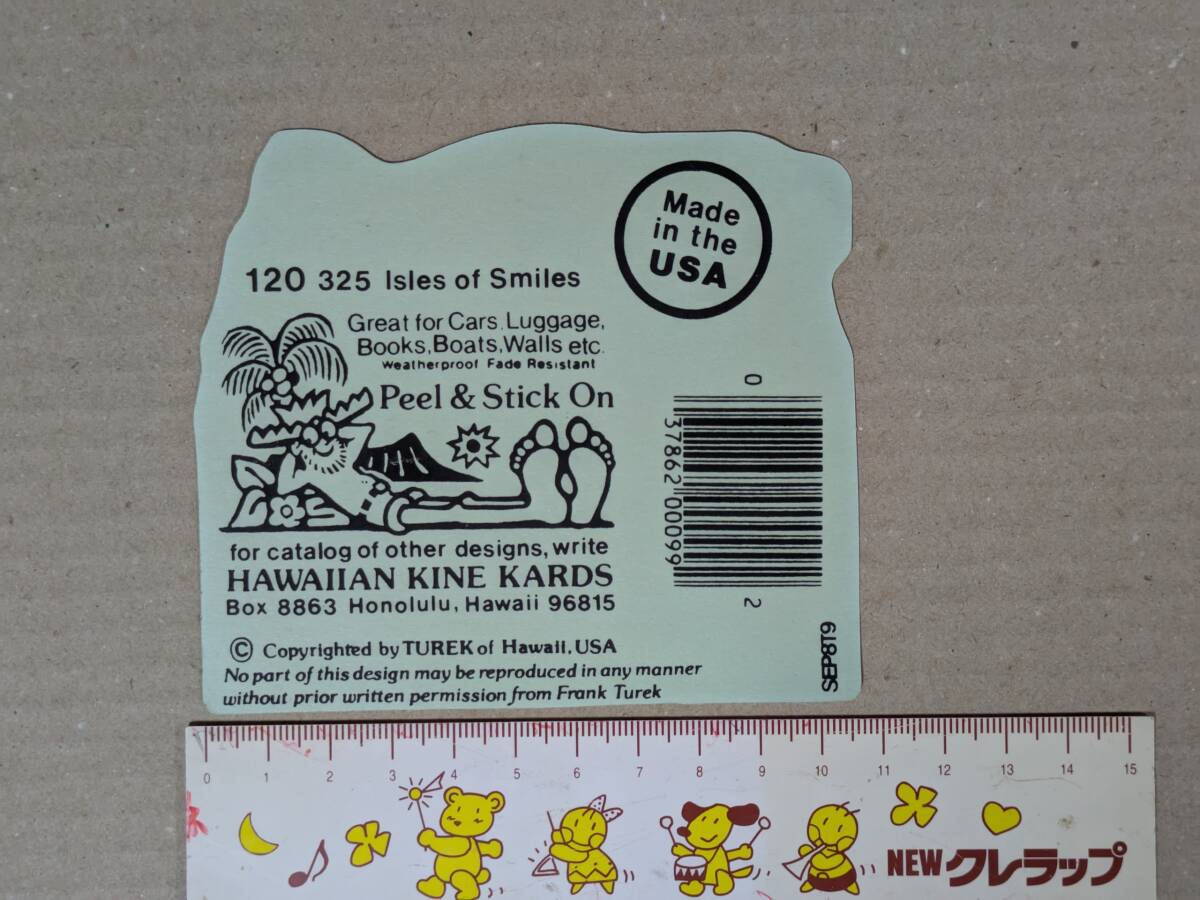 Made
in the
USA
120 325 Isles of Smiles
Great for Cars, Luggage,
Books, Boats, Walls etc.
Weatherproof Fade Resistant
Peel & Stick On
for catalog of other designs, write
HAWAIIAN KINE KARDS
Box 8863 Honolulu, Hawaii 96815
© Copyrighted by TUREK of Hawaii, USA
No part of this design may be reproduced in any manner
without prior written permission from Frank Turek
0 37862 00099 2
SEP8T9
0 1 2 3 4 5 6 7 8 9 10 11 12 13 14 15
NEW クレラップ